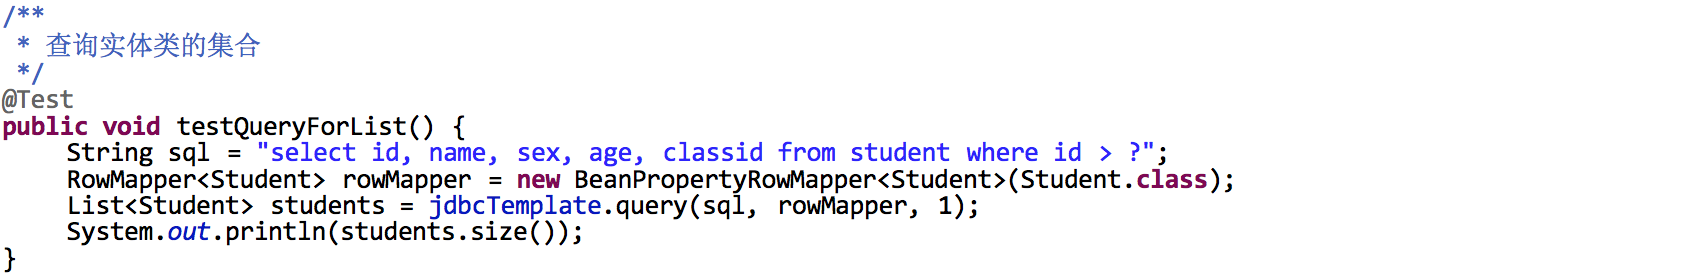 /**
 * 查询实体类的集合
 */
@Test
public void testQueryForList() {
    String sql = "select id, name, sex, age, classid from student where id > ?";
    RowMapper<Student> rowMapper = new BeanPropertyRowMapper<Student>(Student.class);
    List<Student> students = jdbcTemplate.query(sql, rowMapper, 1);
    System.out.println(students.size());
}